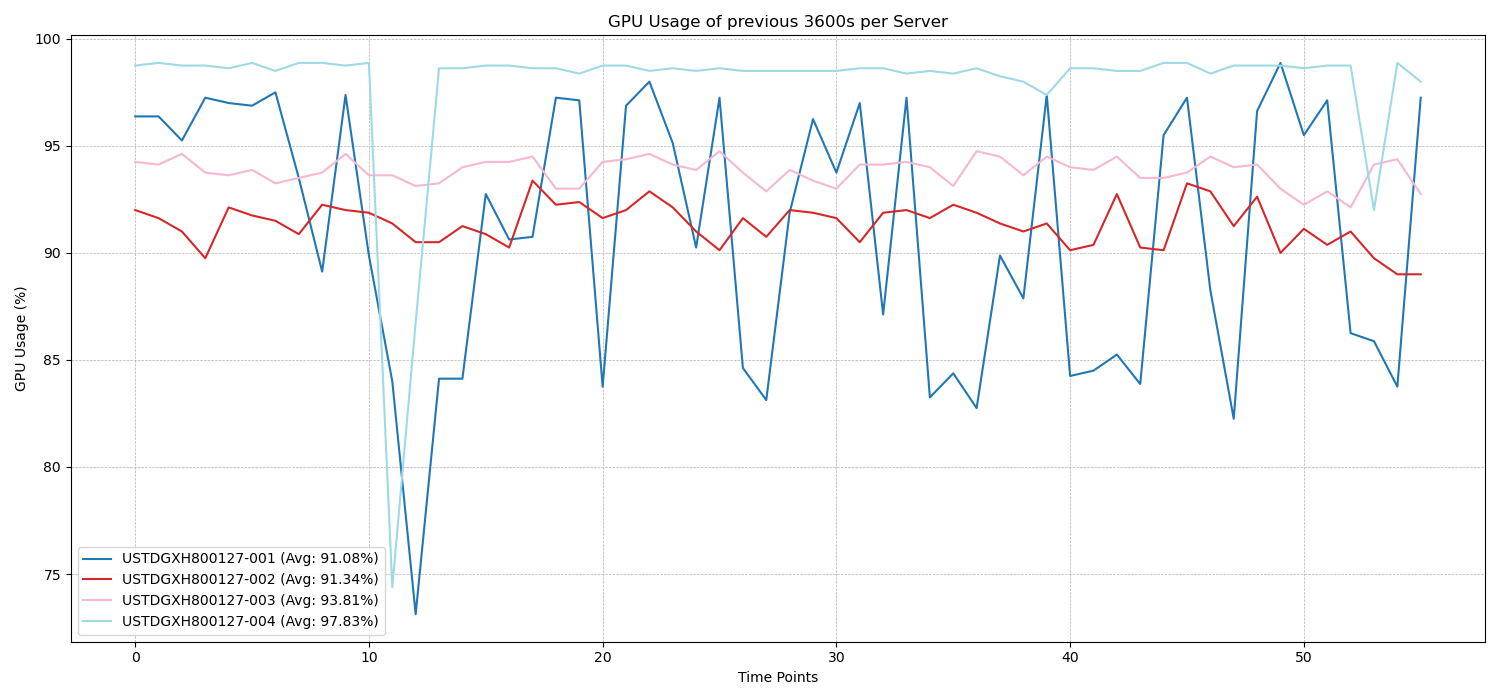 GPU Usage of previous 3600s per Server
100
95
90
85
80
75
GPU Usage (%)
USTDGXH800127-001 (Avg: 91.08%)
USTDGXH800127-002 (Avg: 91.34%)
USTDGXH800127-003 (Avg: 93.81%)
USTDGXH800127-004 (Avg: 97.83%)
0 10 20 30 40 50
Time Points